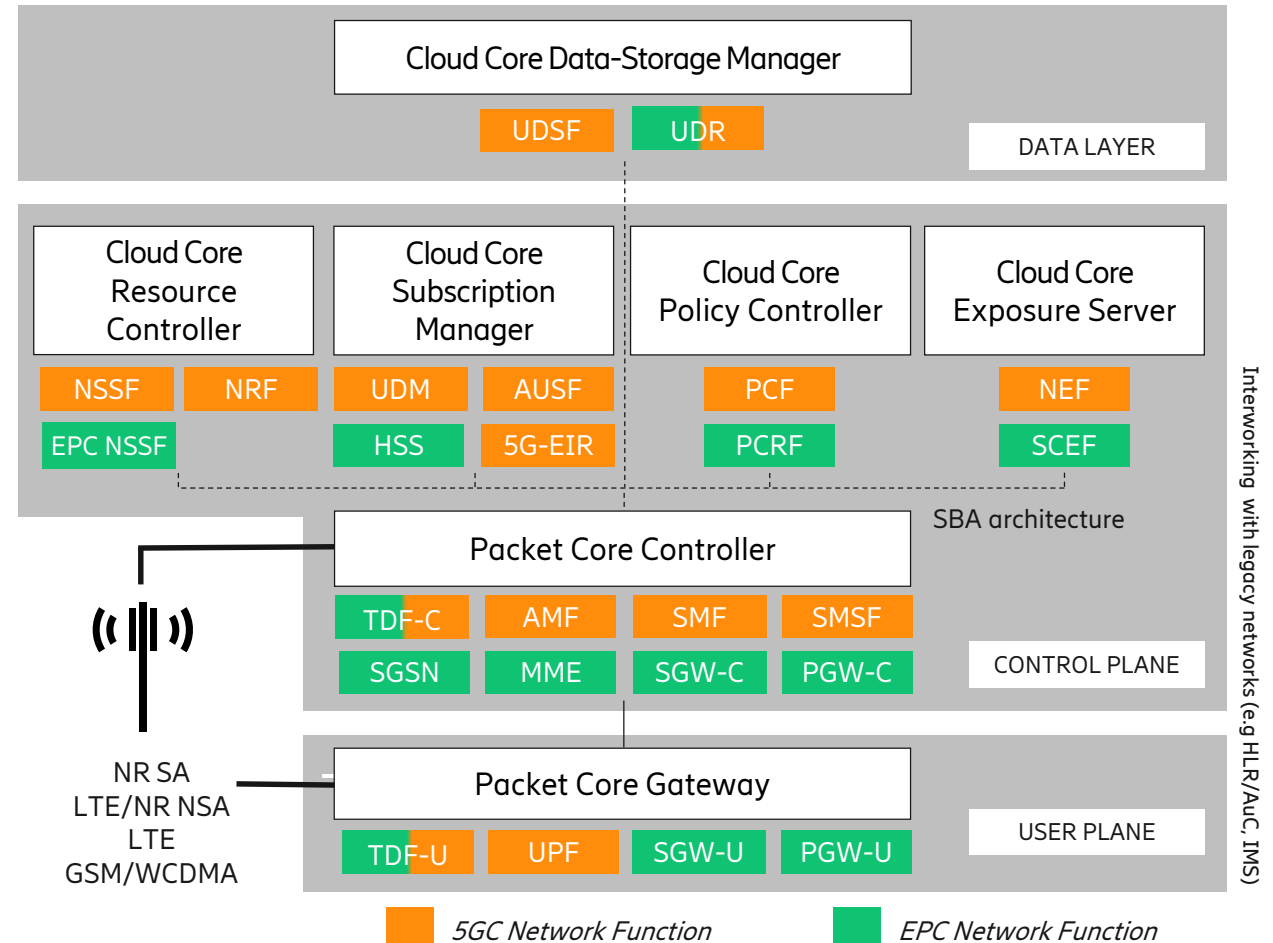 Cloud Core Data-Storage Manager
UDSF
UDR
DATA LAYER
Cloud Core
Resource
Controller
Cloud Core
Subscription
Manager
Cloud Core
Policy Controller
Cloud Core
Exposure Server
NSSF
NRF
UDM
AUSF
PCF
NEF
EPC NSSF
HSS
5G-EIR
PCRF
SCEF
SBA architecture
Packet Core Controller
TDF-C
AMF
SMF
SMSF
SGSN
MME
SGW-C
PGW-C
CONTROL PLANE
NR SA
LTE/NR NSA
LTE
GSM/WCDMA
Packet Core Gateway
TDF-U
UPF
SGW-U
PGW-U
USER PLANE
Interworking with legacy networks (e.g HLR/AuC, IMS)
5GC Network Function
EPC Network Function